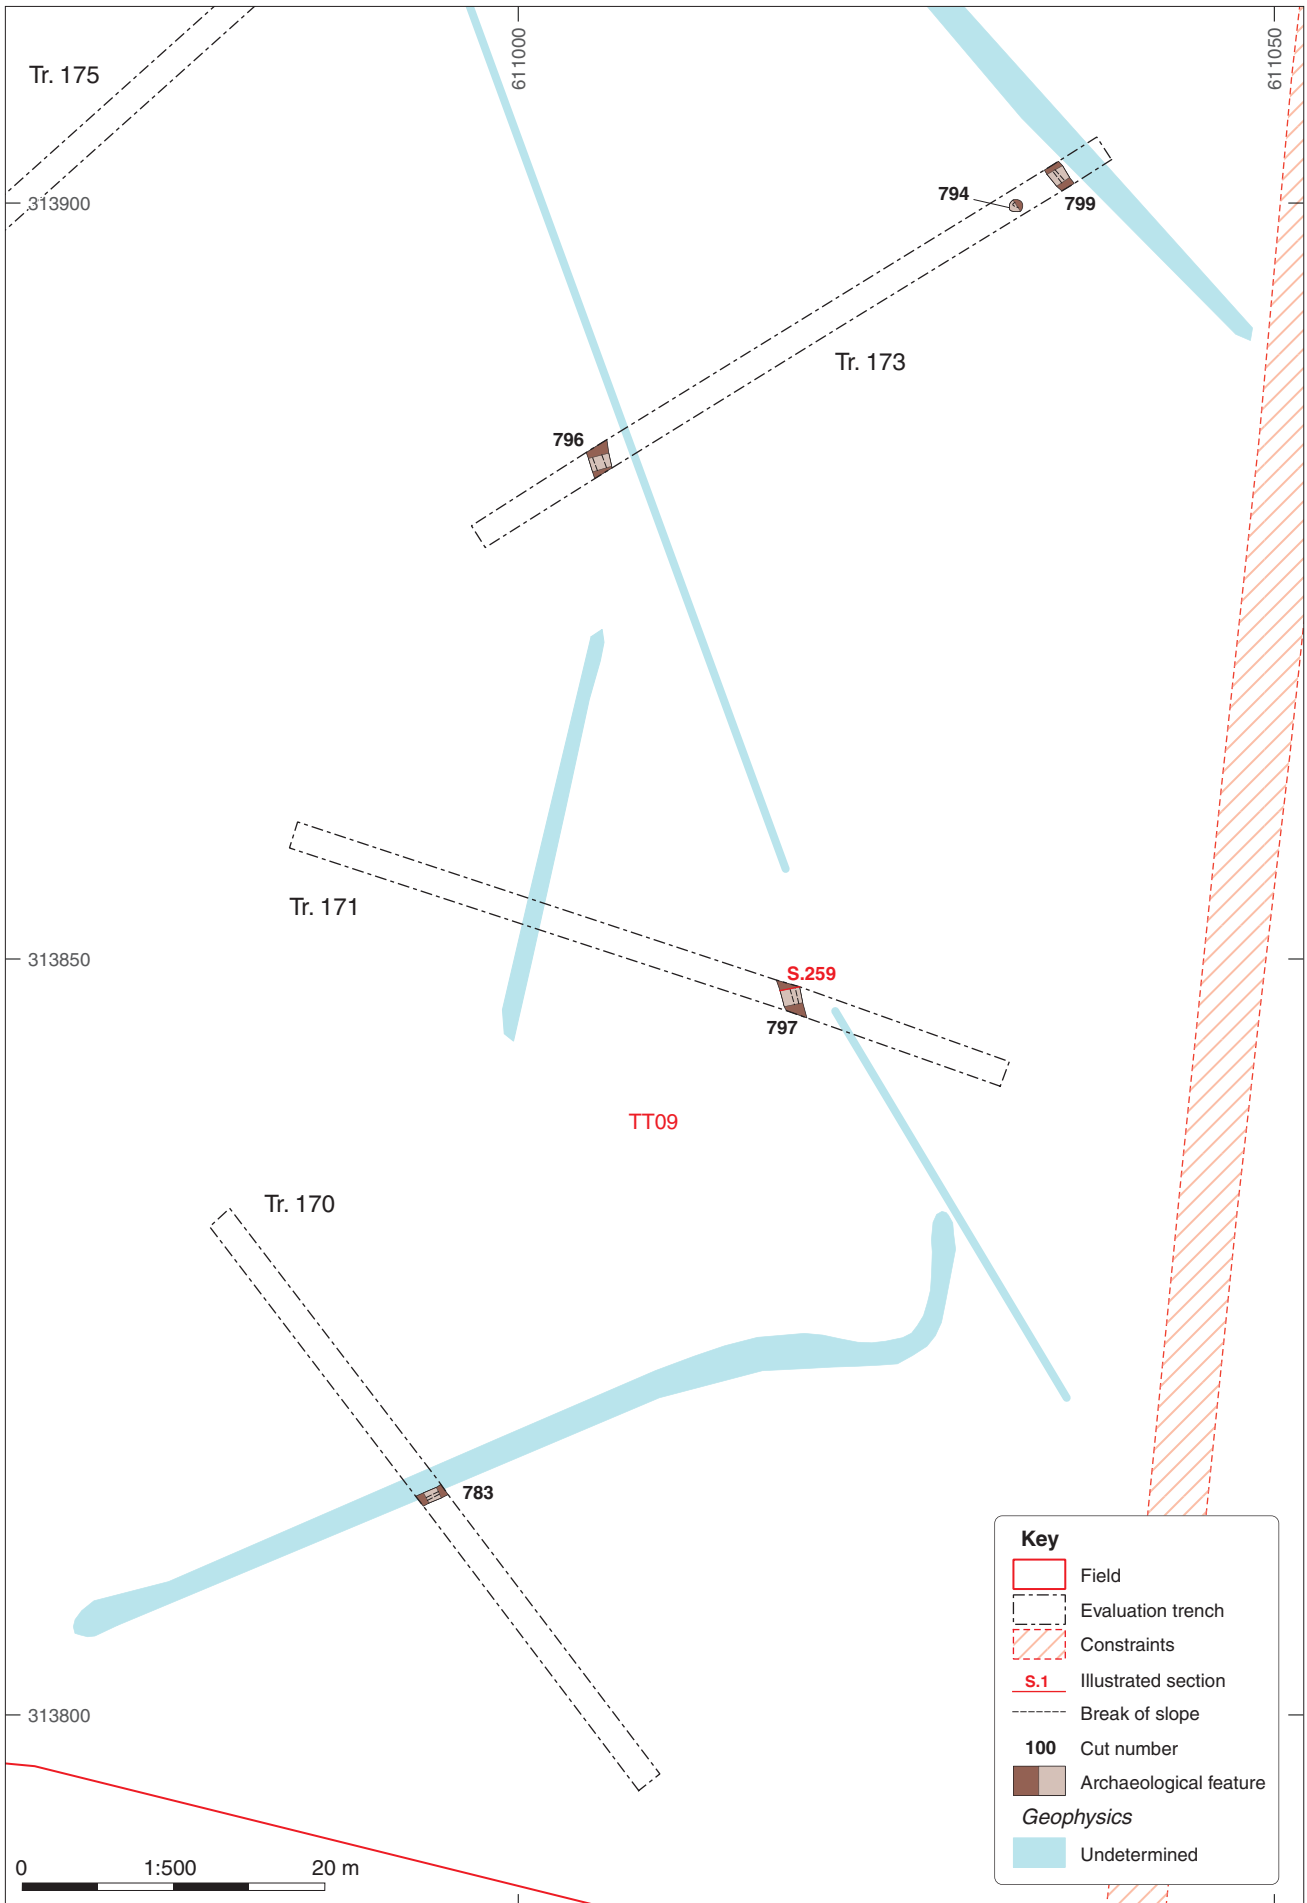 611000
611050
Tr. 175
794
313900
799
Tr. 173
796
Tr. 171
313850
S.259
797
TT09
Tr. 170
783
Key
Field
Evaluation trench
Constraints
S.1 Illustrated section
Break of slope
100 Cut number
Archaeological feature
Geophysics
Undetermined
313800
0 1:500 20 m